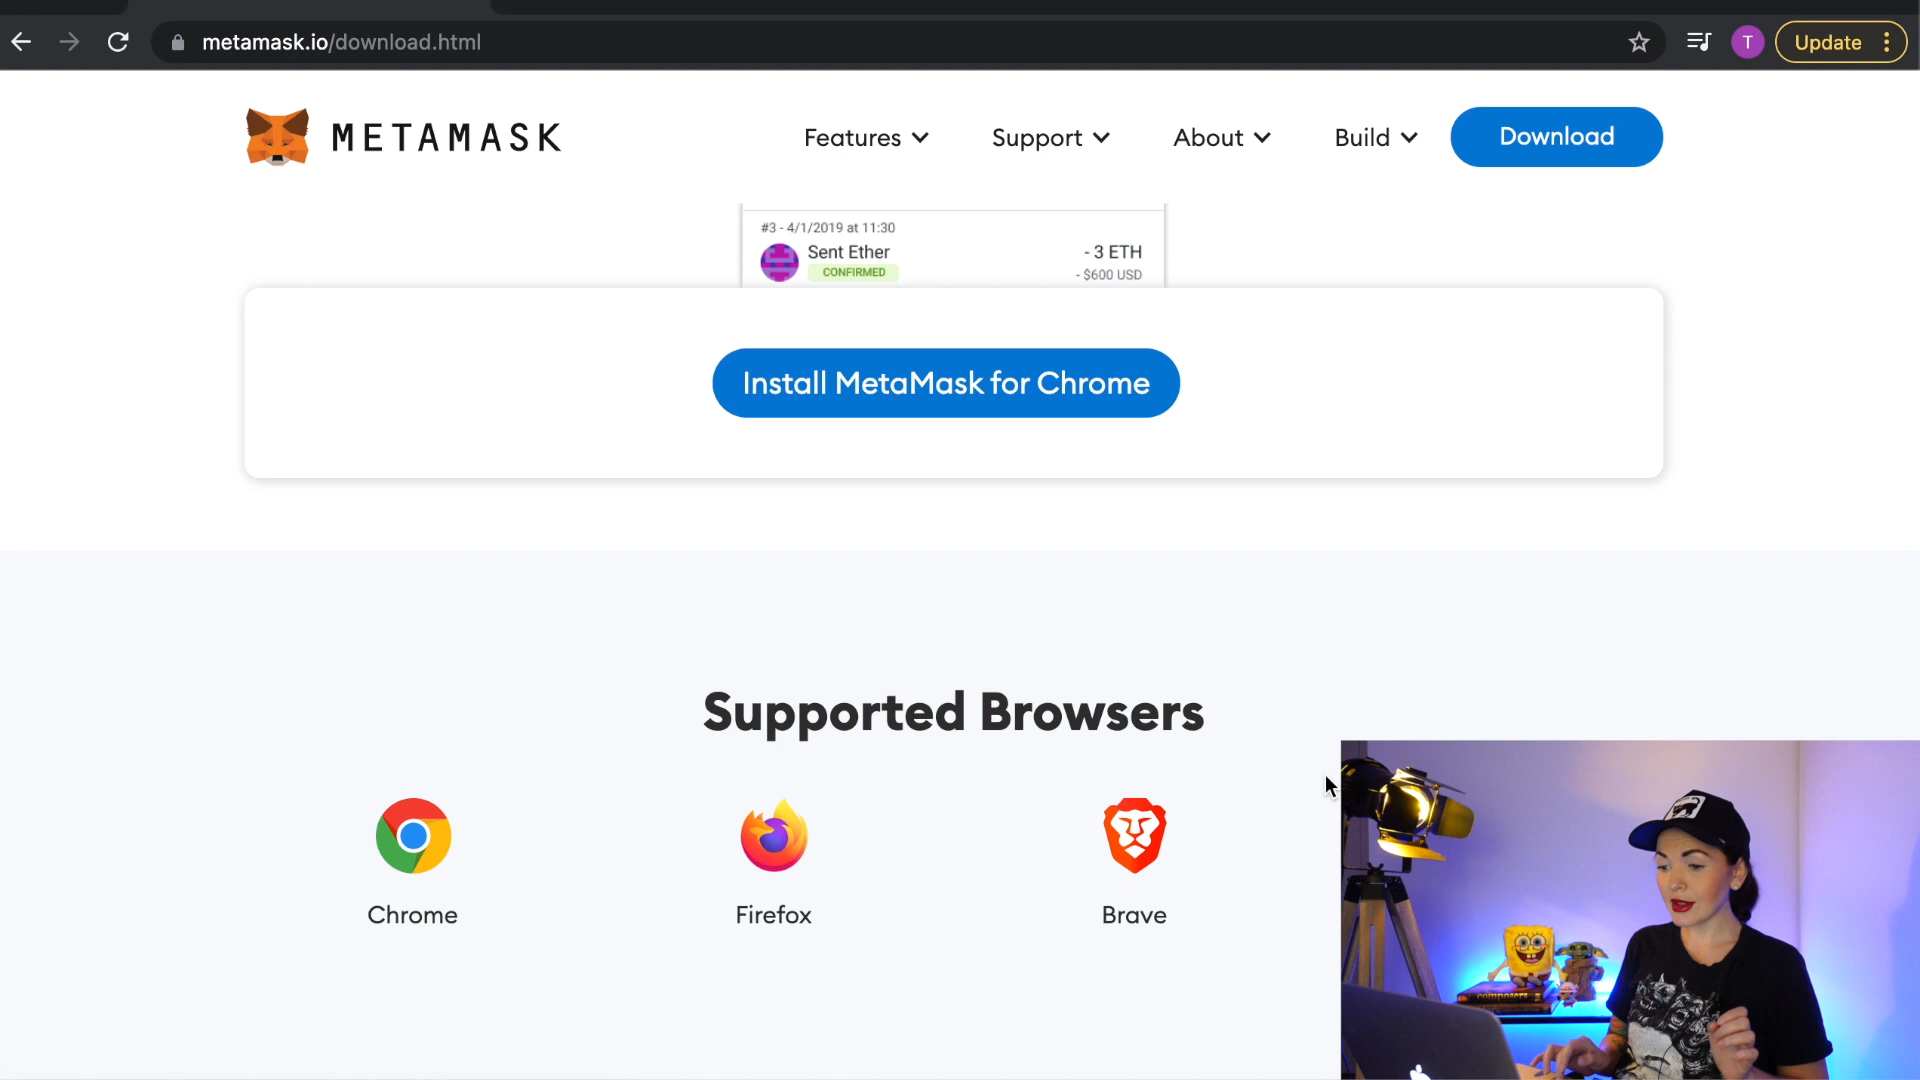 metamask.io/download.html
T
Update
METAMASK
Features
Support
About
Build
Download
#3 - 4/1/2019 at 11:30
Sent Ether
- 3 ETH
CONFIRMED
- $600 USD
Install MetaMask for Chrome
Supported Browsers
Chrome
Firefox
Brave
composers